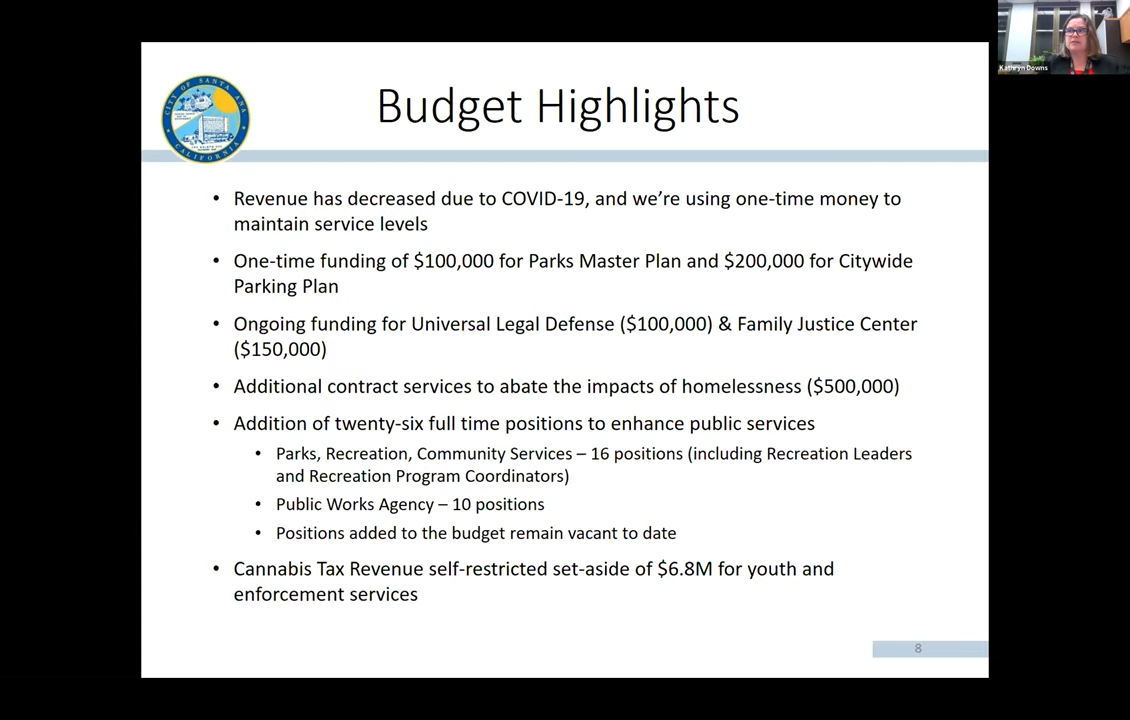 Kathryn Downs
CITY OF SANTA ANA
CALIFORNIA
Budget Highlights
• Revenue has decreased due to COVID-19, and we’re using one-time money to
maintain service levels
• One-time funding of $100,000 for Parks Master Plan and $200,000 for Citywide
Parking Plan
• Ongoing funding for Universal Legal Defense ($100,000) & Family Justice Center
($150,000)
• Additional contract services to abate the impacts of homelessness ($500,000)
• Addition of twenty-six full time positions to enhance public services
• Parks, Recreation, Community Services – 16 positions (including Recreation Leaders
and Recreation Program Coordinators)
• Public Works Agency – 10 positions
• Positions added to the budget remain vacant to date
• Cannabis Tax Revenue self-restricted set-aside of $6.8M for youth and
enforcement services
8